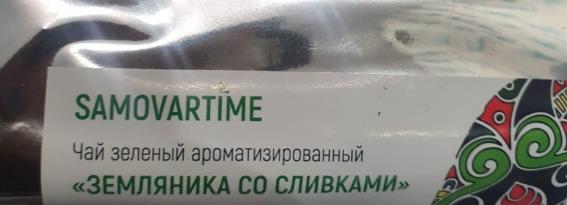 SAMOVARTIME
Чай зеленый ароматизированный
«ЗЕМЛЯНИКА СО СЛИВКАМИ»